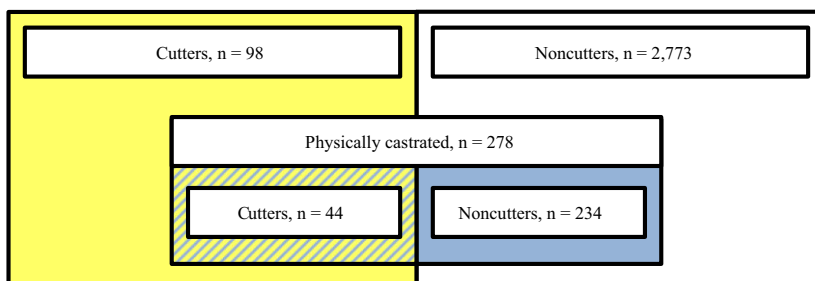 Cutters, n = 98
Noncutters, n = 2,773
Physically castrated, n = 278
Cutters, n = 44
Noncutters, n = 234